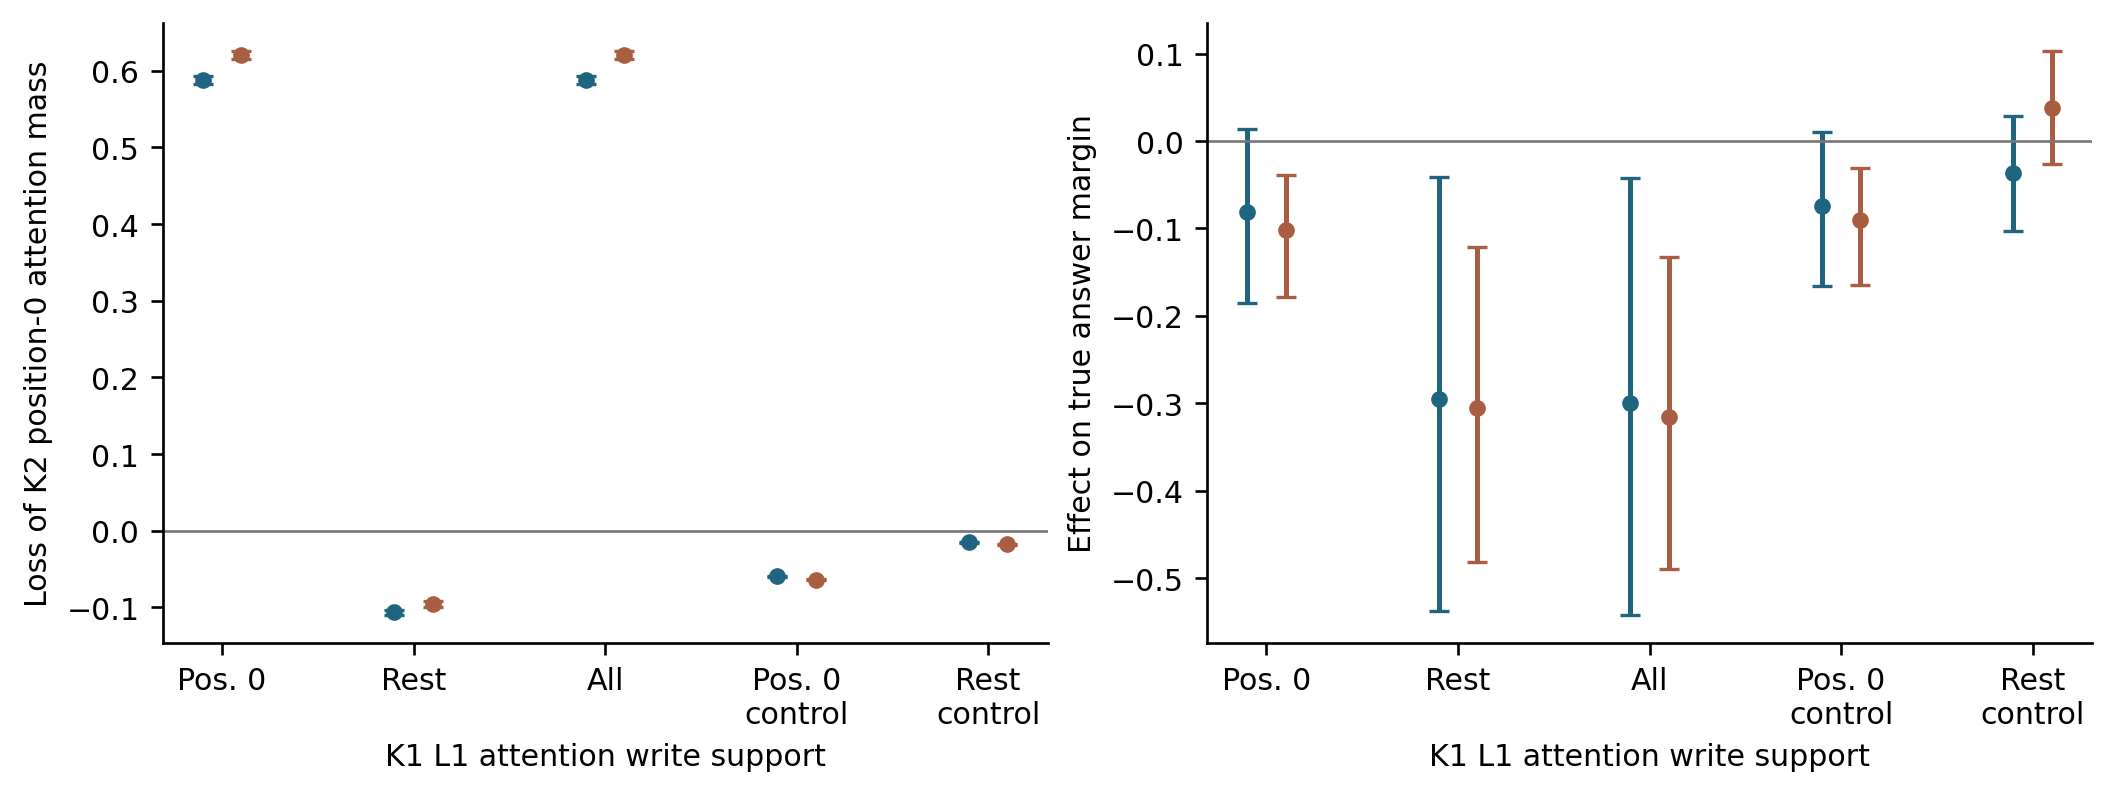 Loss of K2 position-0 attention mass
0.6
0.5
0.4
0.3
0.2
0.1
0.0
−0.1
Pos. 0
Rest
All
Pos. 0
control
Rest
control
K1 L1 attention write support
Effect on true answer margin
0.1
0.0
−0.1
−0.2
−0.3
−0.4
−0.5
Pos. 0
Rest
All
Pos. 0
control
Rest
control
K1 L1 attention write support